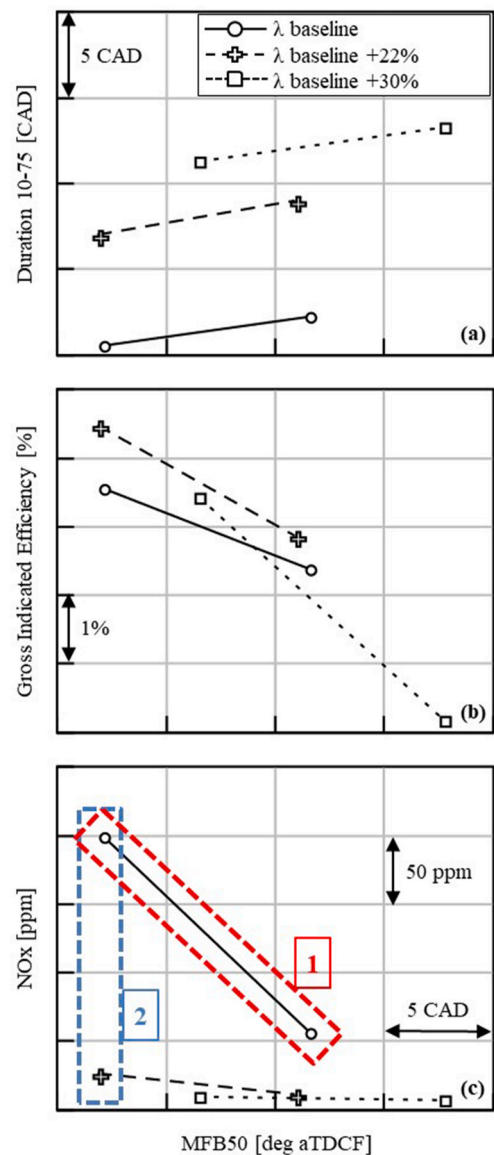 λ baseline
λ baseline +22%
λ baseline +30%
5 CAD
Duration 10-75 [CAD]
(a)
Gross Indicated Efficiency [%]
1%
(b)
NOx [ppm]
50 ppm
1
2
5 CAD
(c)
MFB50 [deg aTDCF]